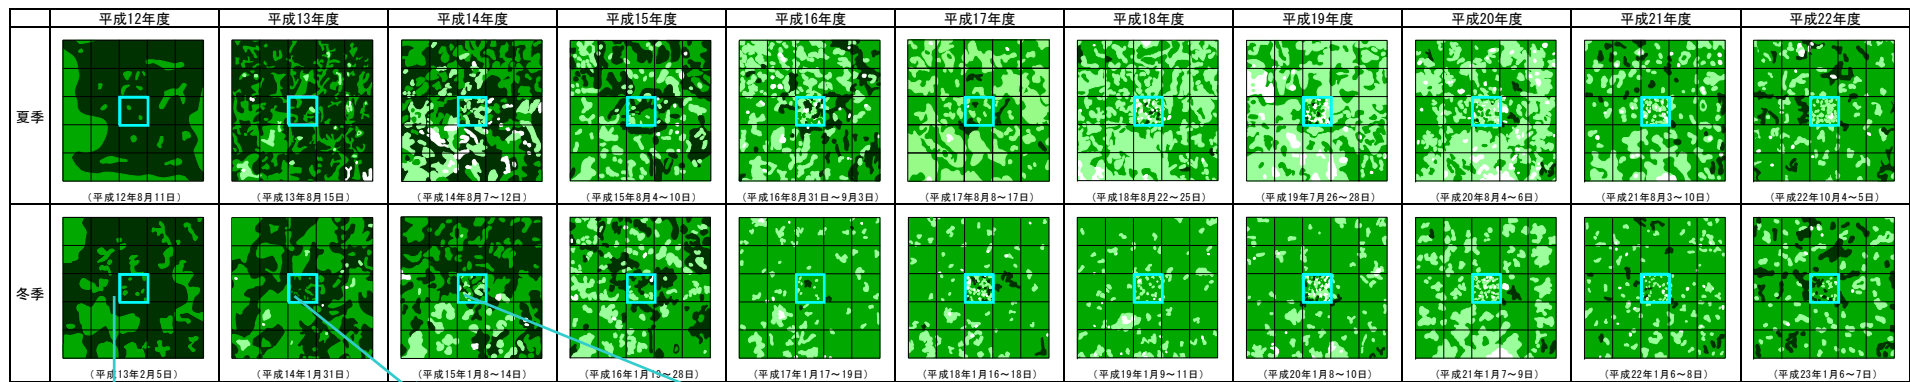 平成12年度 平成13年度 平成14年度 平成15年度 平成16年度 平成17年度 平成18年度 平成19年度 平成20年度 平成21年度 平成22年度
夏季
(平成12年8月11日) (平成13年8月15日) (平成14年8月7~12日) (平成15年8月4~10日) (平成16年8月31日~9月3日) (平成17年8月8~17日) (平成18年8月22~25日) (平成19年7月26~28日) (平成20年8月4~6日) (平成21年8月3~10日) (平成22年10月4~5日)
冬季
(平成13年2月5日) (平成14年1月31日) (平成15年1月8~14日) (平成16年1月19~28日) (平成17年1月17~19日) (平成18年1月16~18日) (平成19年1月9~11日) (平成20年1月8~10日) (平成21年1月7~9日) (平成22年1月6~8日) (平成23年1月6~7日)